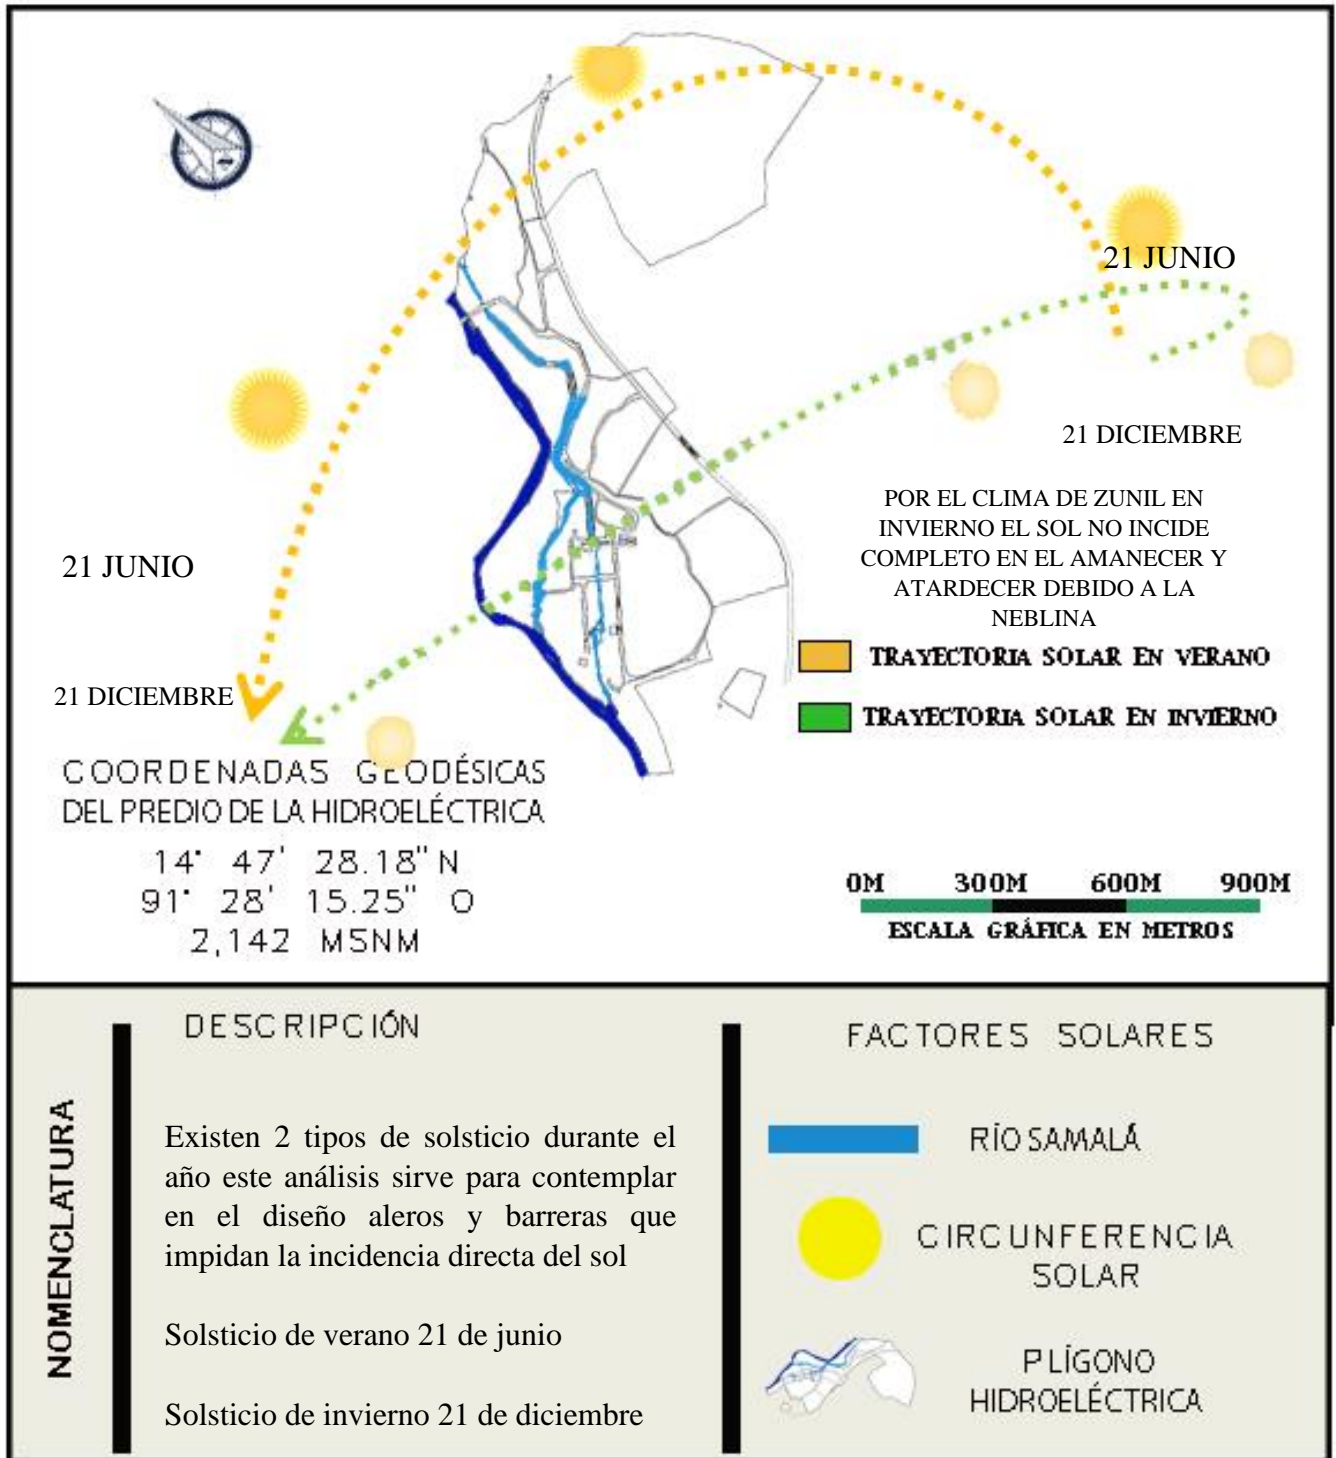 21 JUNIO
21 DICIEMBRE
POR EL CLIMA DE ZUNIL EN
INVIERNO EL SOL NO INCIDE
COMPLETO EN EL AMANECER Y
ATARDECER DEBIDO A LA
NEBLINA
21 JUNIO
TRAYECTORIA SOLAR EN VERANO
21 DICIEMBRE
TRAYECTORIA SOLAR EN INVIERNO
COORDENADAS GEODÉSICAS
DEL PREDIO DE LA HIDROELÉCTRICA
14° 47' 28.18" N
91° 28' 15.25" O
2,142 MSNM
0M 300M 600M 900M
ESCALA GRÁFICA EN METROS
NOMENCLATURA
DESCRIPCIÓN
Existen 2 tipos de solsticio durante el
año este análisis sirve para contemplar
en el diseño aleros y barreras que
impidan la incidencia directa del sol
Solsticio de verano 21 de junio
Solsticio de invierno 21 de diciembre
FACTORES SOLARES
RÍO SAMALÁ
CIRCUNFERENCIA
SOLAR
PLÍGONO
HIDROELÉCTRICA